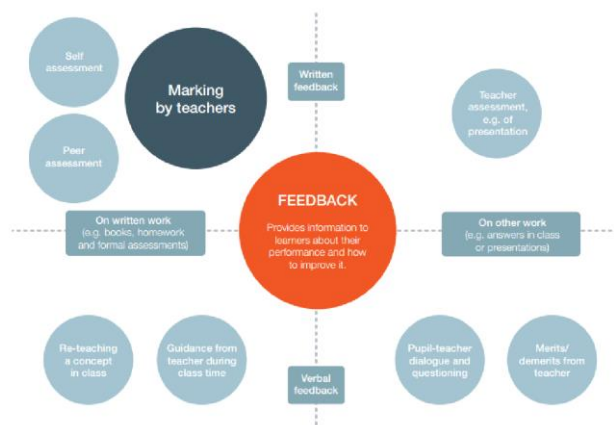 Self
assessment
Marking
by teachers
Written
feedback
Teacher
assessment,
e.g. of
presentation
Peer
assessment
FEEDBACK
Provides information to
learners about their
performance and how
to improve it.
On written work
(e.g. books, homework
and formal assessments)
On other work
(e.g. answers in class
or presentations)
Re-teaching
a concept
in class
Guidance from
teacher during
class time
Verbal
feedback
Pupil-teacher
dialogue and
questioning
Merits/
demerits from
teacher